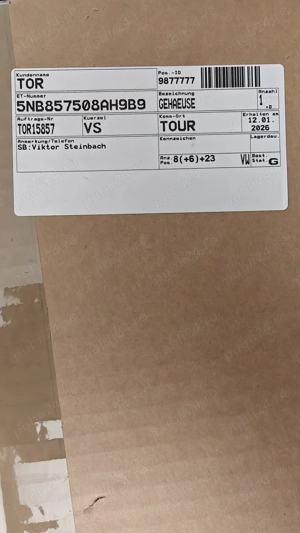 Kundenname
TOR
Pos.-ID
9877777
ET-Nummer
5NB857508AH9B9
Bezeichnung
GEHAEUSE
Anzahl
1
Auftrags-Nr
TOR15857
Kuerzel
VS
Komm-Ort
TOUR
Erhalten am
12.01.
2026
Anmerkung/Telefon
SB:Viktor Steinbach
Kennzeichen
Lagerdau.
Anz. Pos. 8(+6)+23
VW Best. Stat. G